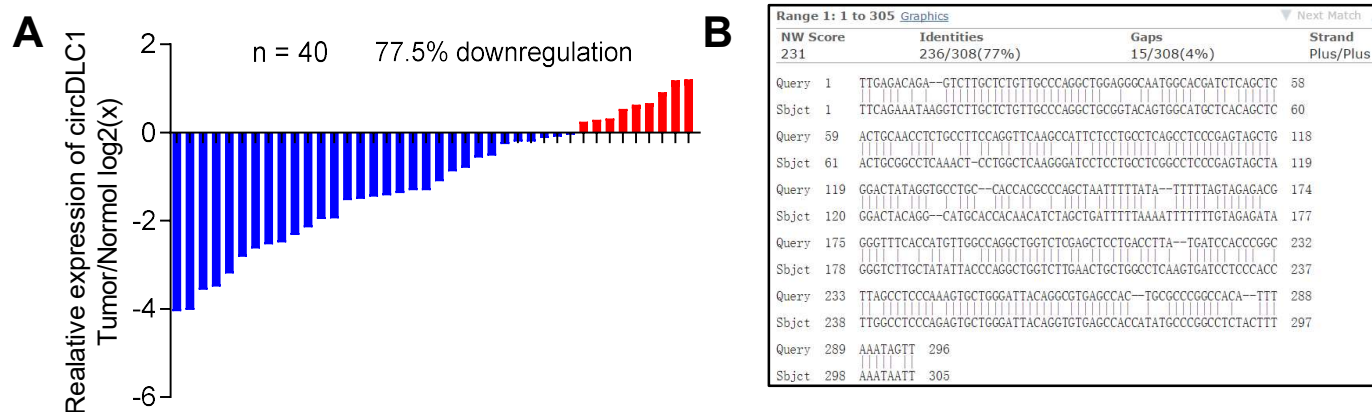 A
Realative expression of circDLC1
Tumor/Normol log2(x)
n = 40 77.5% downregulation
2
0
-2
-4
-6
B
Range 1: 1 to 305 Graphics Next Match
NW Score Identities Gaps Strand
231 236/308(77%) 15/308(4%) Plus/Plus
Query 1 TTGAGACAGA--GTCTTGCTCTGTTGCCCAGGCTGGAGGGCAATGGCACGATCTCAGCTC 58
Sbjct 1 TTCAGAAATAAGGTCTTGCTCTGTTGCCCAGGCTGCGGTACAGTGGCATGCTCACAGCTC 60
Query 59 ACTGCAACCTCTGCCTTCCAGGTTCAAGCCATTCTCCTGCCTCAGCCTCCCGAGTAGCTG 118
Sbjct 61 ACTGCGGCCTCAAACT-CCTGGCTCAAGGGATCCTCCTGCCTCGGCCTCCCGAGTAGCTA 119
Query 119 GGACTATAGGTGCCTGC--CACCACGCCCAGCTAATTTTTATA--TTTTTAGTAGAGACG 174
Sbjct 120 GGACTACAGG--CATGCACCACAACATCTAGCTGATTTTTAAAATTTTTTTGTAGAGATA 177
Query 175 GGGTTTCACCATGTTGGCCAGGCTGGTCTCGAGCTCCTGACCTTA--TGATCCACCCGGC 232
Sbjct 178 GGGTCTTGCTATATTACCCAGGCTGGTCTTGAACTGCTGGCCTCAAGTGATCCTCCCACC 237
Query 233 TTAGCCTCCCAAAGTGCTGGGATTACAGGCGTGAGCCAC--TGCGCCCGGCCACA--TTT 288
Sbjct 238 TTGGCCTCCCAGAGTGCTGGGATTACAGGTGTGAGCCACCATATGCCCGGCCTCTACTTT 297
Query 289 AAATAGTT 296
Sbjct 298 AAATAATT 305